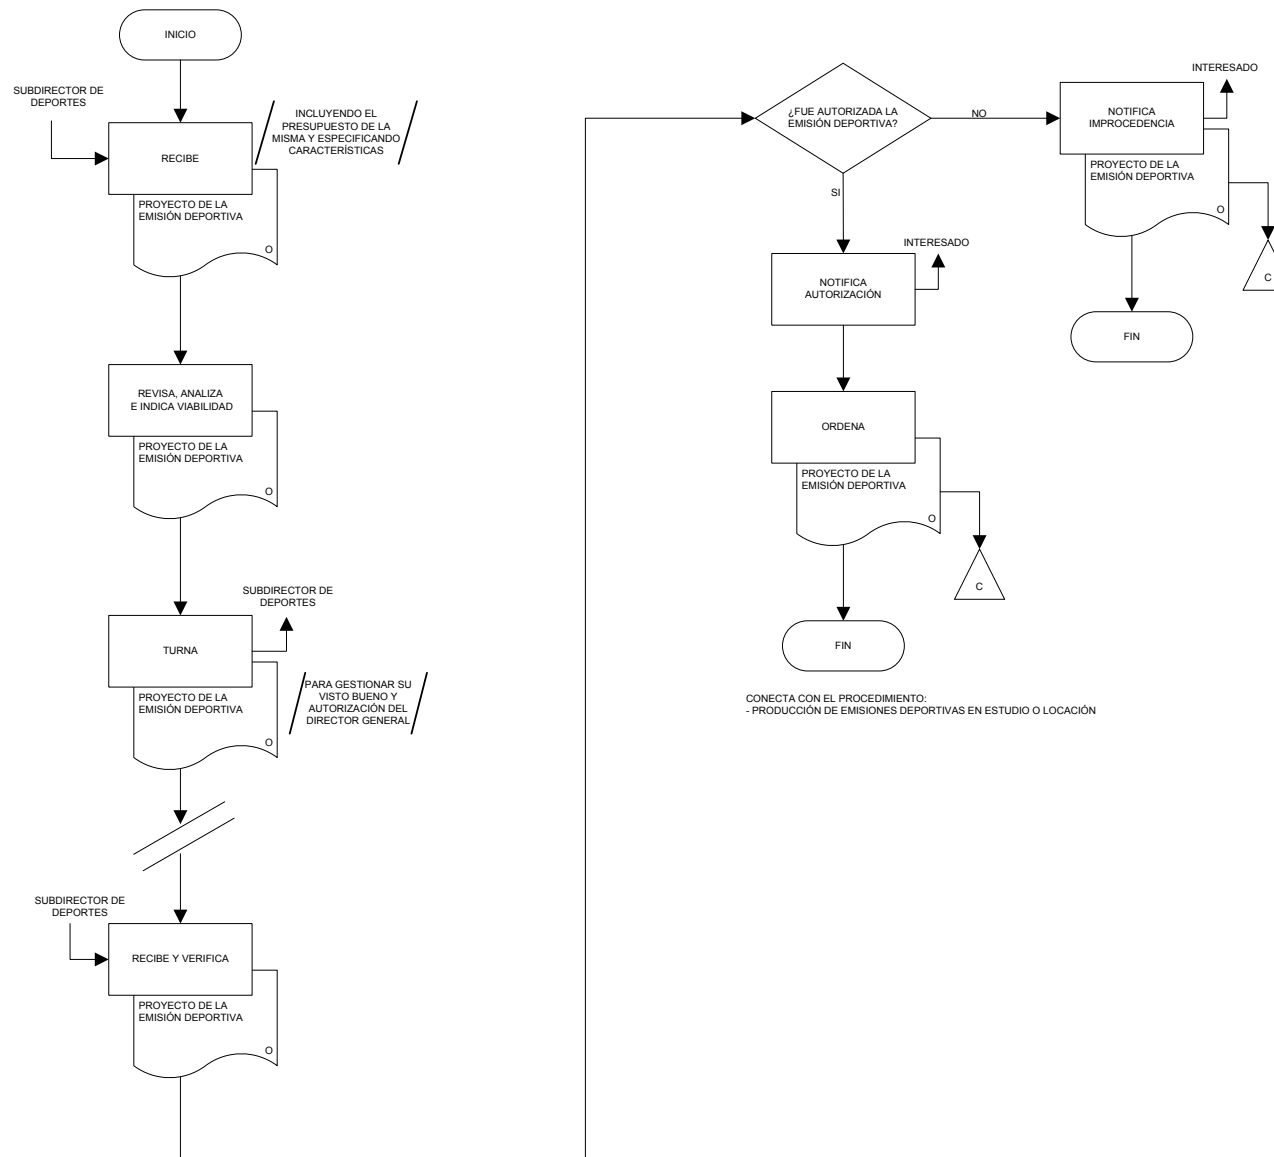 INICIO
SUBDIRECTOR DE
DEPORTES
INCLUYENDO EL
PRESUPUESTO DE LA
MISMA Y ESPECIFICANDO
CARACTERÍSTICAS
RECIBE
PROYECTO DE LA
EMISIÓN DEPORTIVA
O
REVISA, ANALIZA
E INDICA VIABILIDAD
PROYECTO DE LA
EMISIÓN DEPORTIVA
O
SUBDIRECTOR DE
DEPORTES
TURNA
PROYECTO DE LA
EMISIÓN DEPORTIVA
O
PARA GESTIONAR SU
VISTO BUENO Y
AUTORIZACIÓN DEL
DIRECTOR GENERAL
SUBDIRECTOR DE
DEPORTES
RECIBE Y VERIFICA
PROYECTO DE LA
EMISIÓN DEPORTIVA
O
¿FUE AUTORIZADA LA
EMISIÓN DEPORTIVA?
NO
SI
INTERESADO
NOTIFICA
IMPROCEDENCIA
PROYECTO DE LA
EMISIÓN DEPORTIVA
O
C
FIN
INTERESADO
NOTIFICA
AUTORIZACIÓN
ORDENA
PROYECTO DE LA
EMISIÓN DEPORTIVA
O
C
FIN
CONECTA CON EL PROCEDIMIENTO:
- PRODUCCIÓN DE EMISIONES DEPORTIVAS EN ESTUDIO O LOCACIÓN